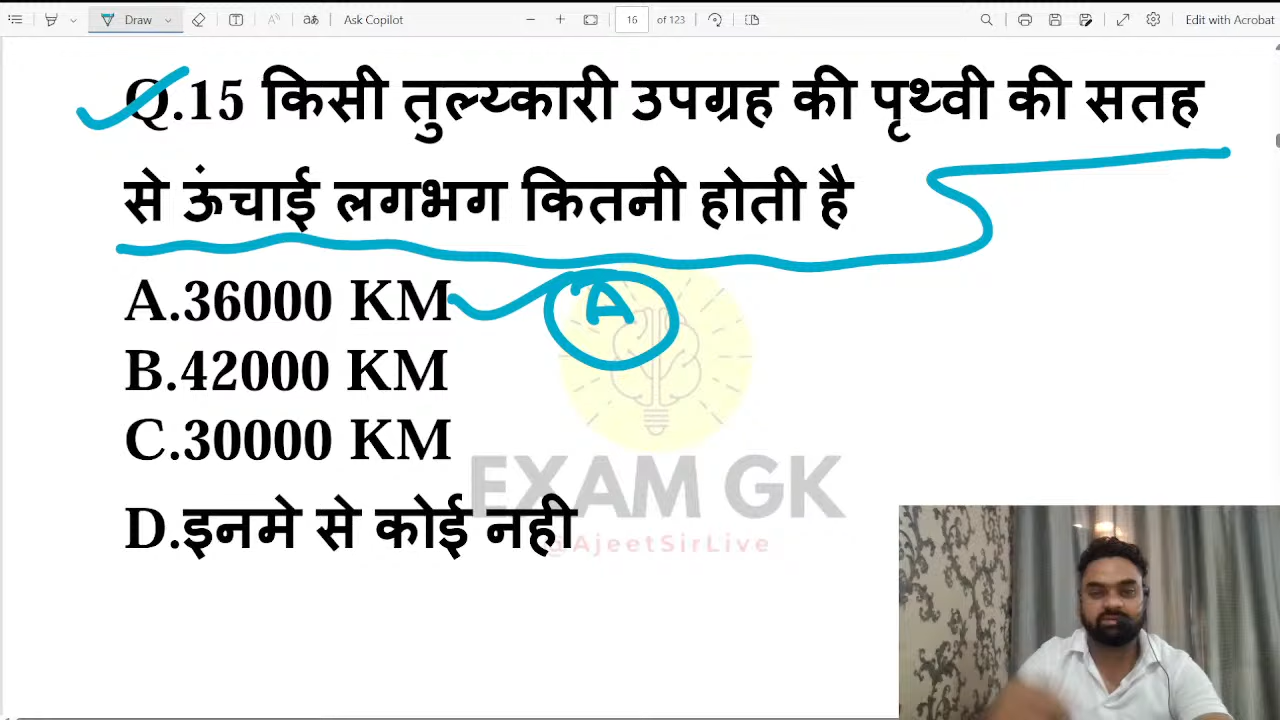 Draw
Ask Copilot
16 of 123
Edit with Acrobat
Q.15 किसी तुल्य्कारी उपग्रह की पृथ्वी की सतह
से ऊंचाई लगभग कितनी होती है
A.36000 KM
A
B.42000 KM
C.30000 KM
EXAM GK
D.इनमे से कोई नही
@AjeetSirLive